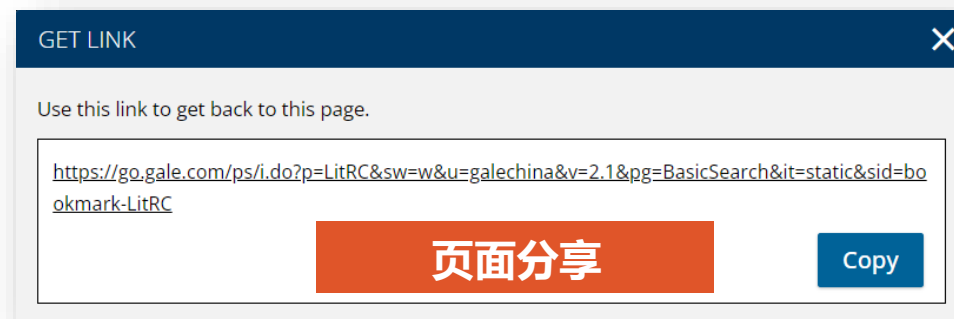 GET LINK
Use this link to get back to this page.
https://go.gale.com/ps/i.do?p=LitRC&sw=w&u=galechina&v=2.1&pg=BasicSearch&it=static&sid=bo
okmark-LitRC
页面分享
Copy